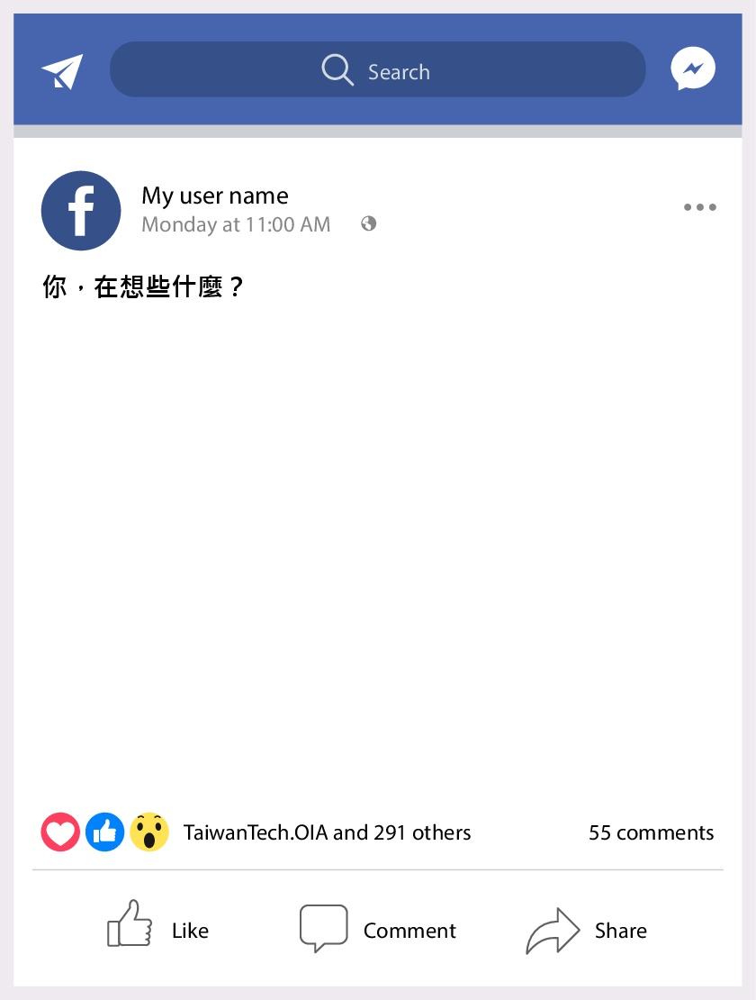 Search
My user name
Monday at 11:00 AM
你，在想些什麼？
TaiwanTech.OIA and 291 others
55 comments
Like
Comment
Share